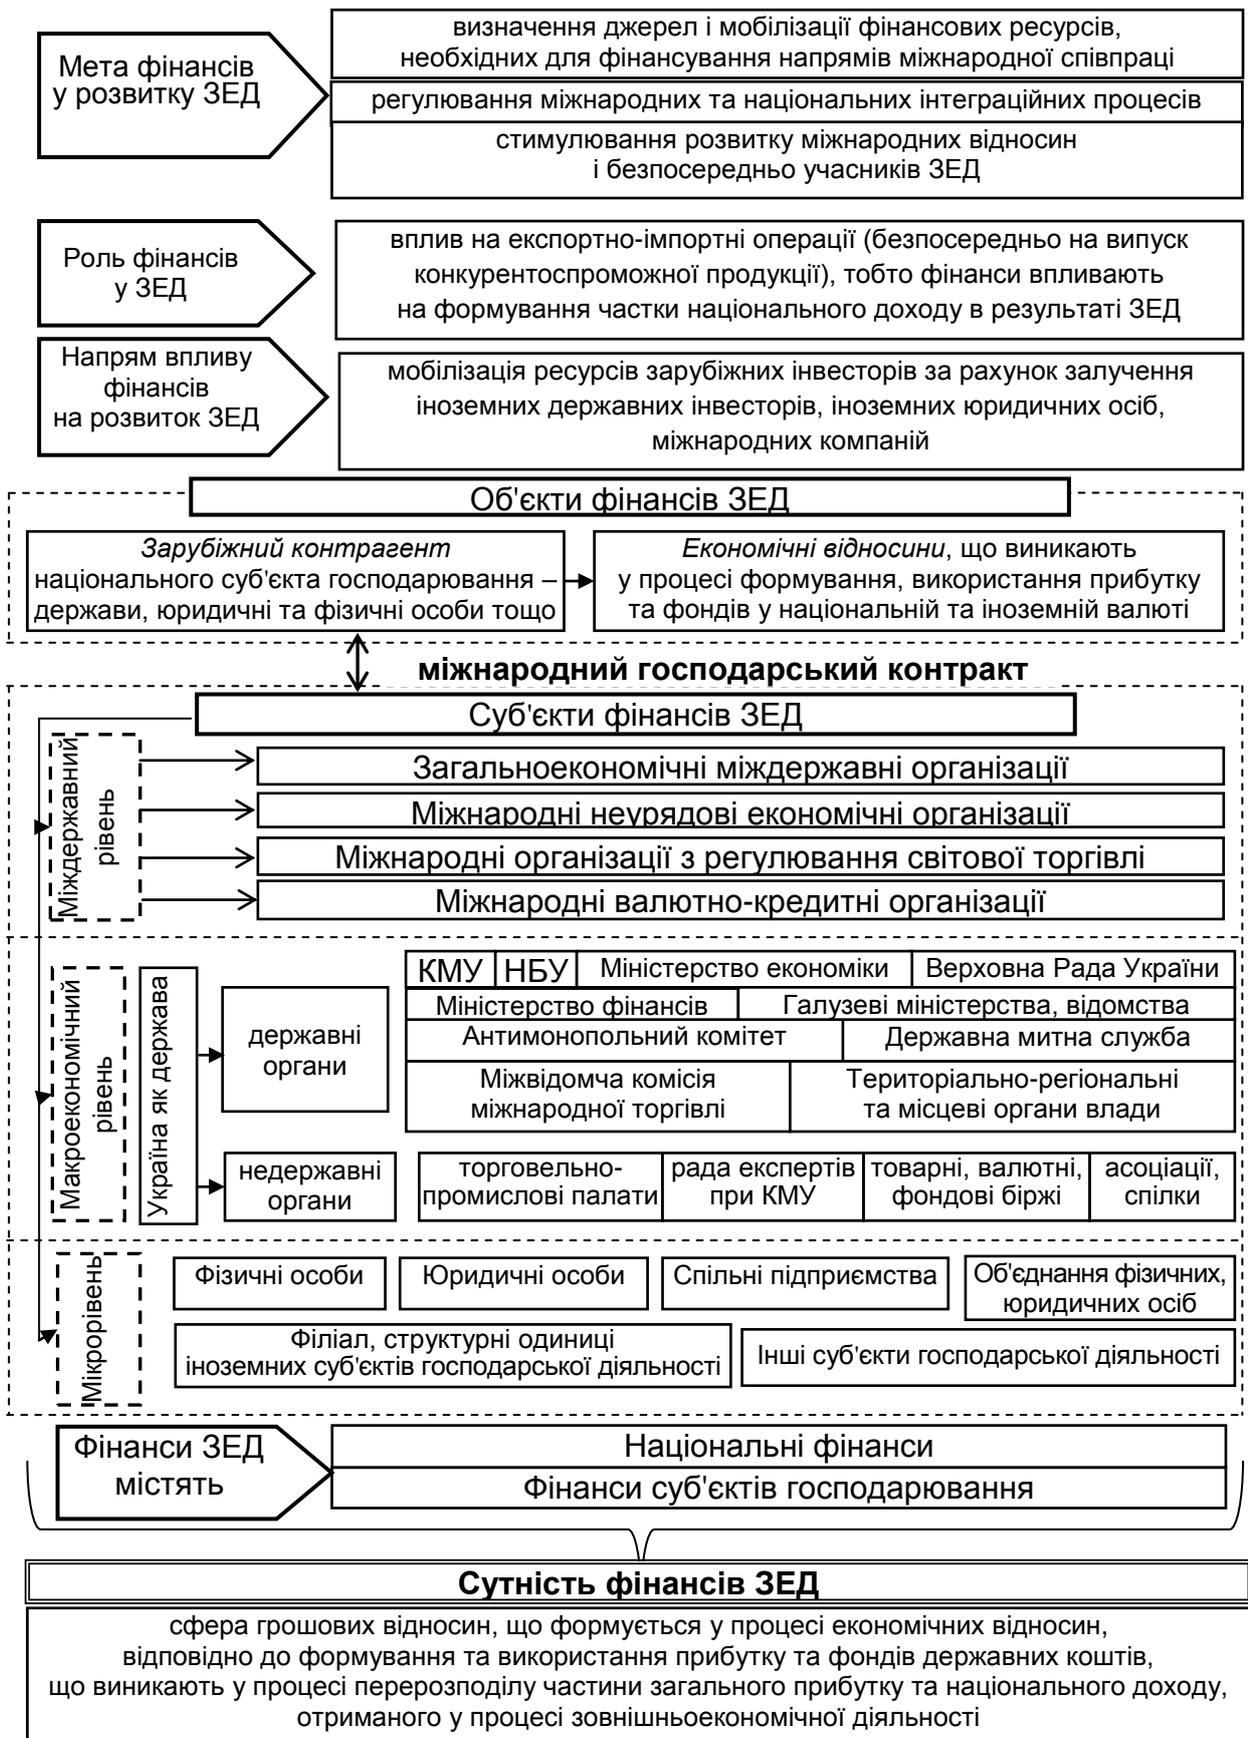 Мета фінансів
у розвитку ЗЕД
визначення джерел і мобілізації фінансових ресурсів,
необхідних для фінансування напрямів міжнародної співпраці
регулювання міжнародних та національних інтеграційних процесів
стимулювання розвитку міжнародних відносин
і безпосередньо учасників ЗЕД
Роль фінансів
у ЗЕД
вплив на експортно-імпортні операції (безпосередньо на випуск
конкурентоспроможної продукції), тобто фінанси впливають
на формування частки національного доходу в результаті ЗЕД
Напрям впливу
фінансів
на розвиток ЗЕД
мобілізація ресурсів зарубіжних інвесторів за рахунок залучення
іноземних державних інвесторів, іноземних юридичних осіб,
міжнародних компаній
Об'єкти фінансів ЗЕД
Зарубіжний контрагент
національного суб'єкта господарювання –
держави, юридичні та фізичні особи тощо
Економічні відносини, що виникають
у процесі формування, використання прибутку
та фондів у національній та іноземній валюті
міжнародний господарський контракт
Суб'єкти фінансів ЗЕД
Міждержавний
рівень
Загальноекономічні міждержавні організації
Міжнародні неурядові економічні організації
Міжнародні організації з регулювання світової торгівлі
Міжнародні валютно-кредитні організації
Макроекономічний
рівень
Україна як держава
державні
органи
КМУ
НБУ
Міністерство економіки
Верховна Рада України
Міністерство фінансів
Галузеві міністерства, відомства
Антимонопольний комітет
Державна митна служба
Міжвідомча комісія
міжнародної торгівлі
Територіально-регіональні
та місцеві органи влади
недержавні
органи
торговельно-
промислові палати
рада експертів
при КМУ
товарні, валютні,
фондові біржі
асоціації,
спілки
Мікрорівень
Фізичні особи
Юридичні особи
Спільні підприємства
Об'єднання фізичних,
юридичних осіб
Філіал, структурні одиниці
іноземних суб'єктів господарської діяльності
Інші суб'єкти господарської діяльності
Фінанси ЗЕД
містять
Національні фінанси
Фінанси суб'єктів господарювання
Сутність фінансів ЗЕД
сфера грошових відносин, що формується у процесі економічних відносин,
відповідно до формування та використання прибутку та фондів державних коштів,
що виникають у процесі перерозподілу частини загального прибутку та національного доходу,
отриманого у процесі зовнішньоекономічної діяльності